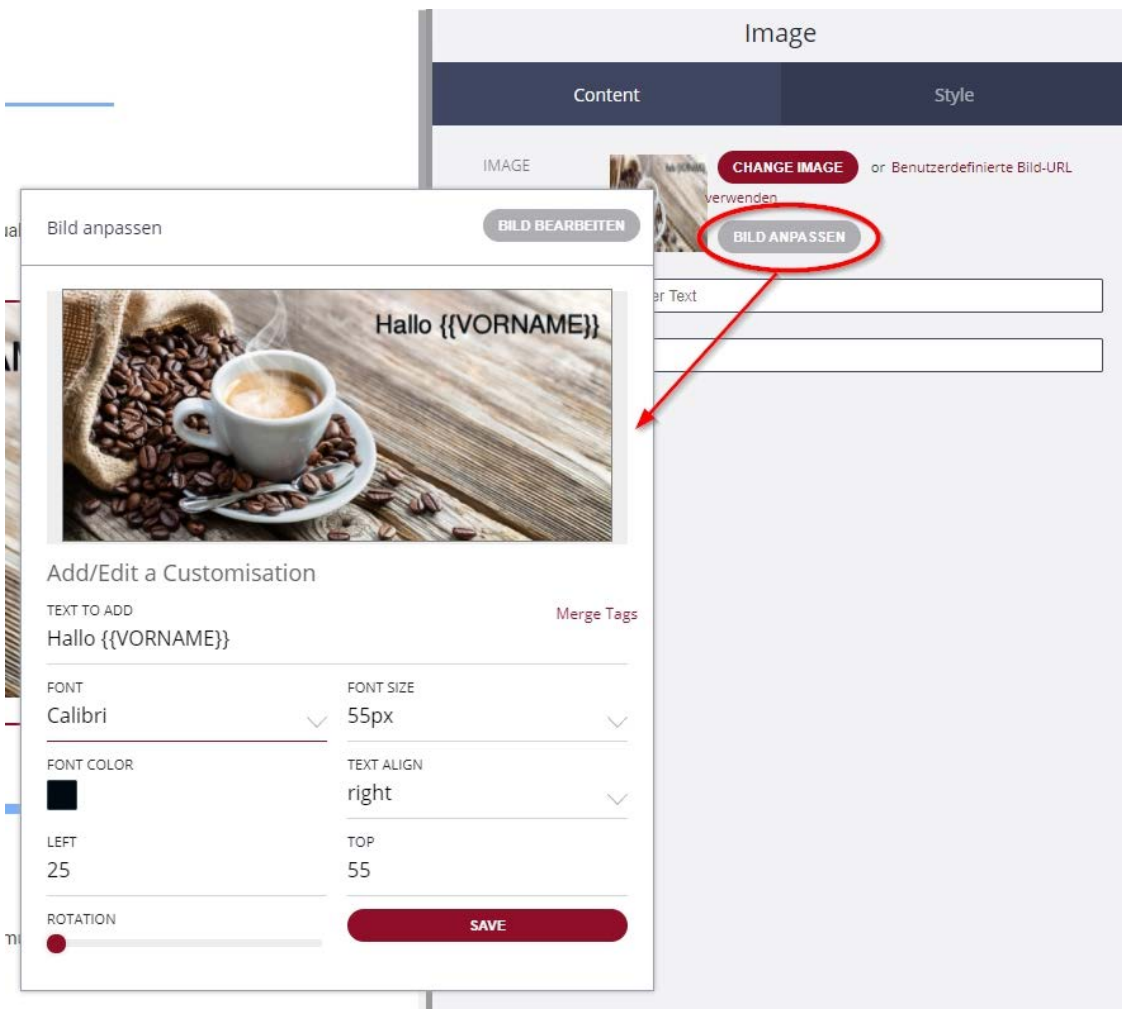 Image
Content
Style
IMAGE
CHANGE IMAGE
or Benutzerdefinierte Bild-URL
verwenden
BILD ANPASSEN
er Text
Bild anpassen
BILD BEARBEITEN
Hallo {{VORNAME}}
Add/Edit a Customisation
TEXT TO ADD
Merge Tags
Hallo {{VORNAME}}
FONT
FONT SIZE
Calibri
55px
FONT COLOR
TEXT ALIGN
right
LEFT
TOP
25
55
ROTATION
SAVE